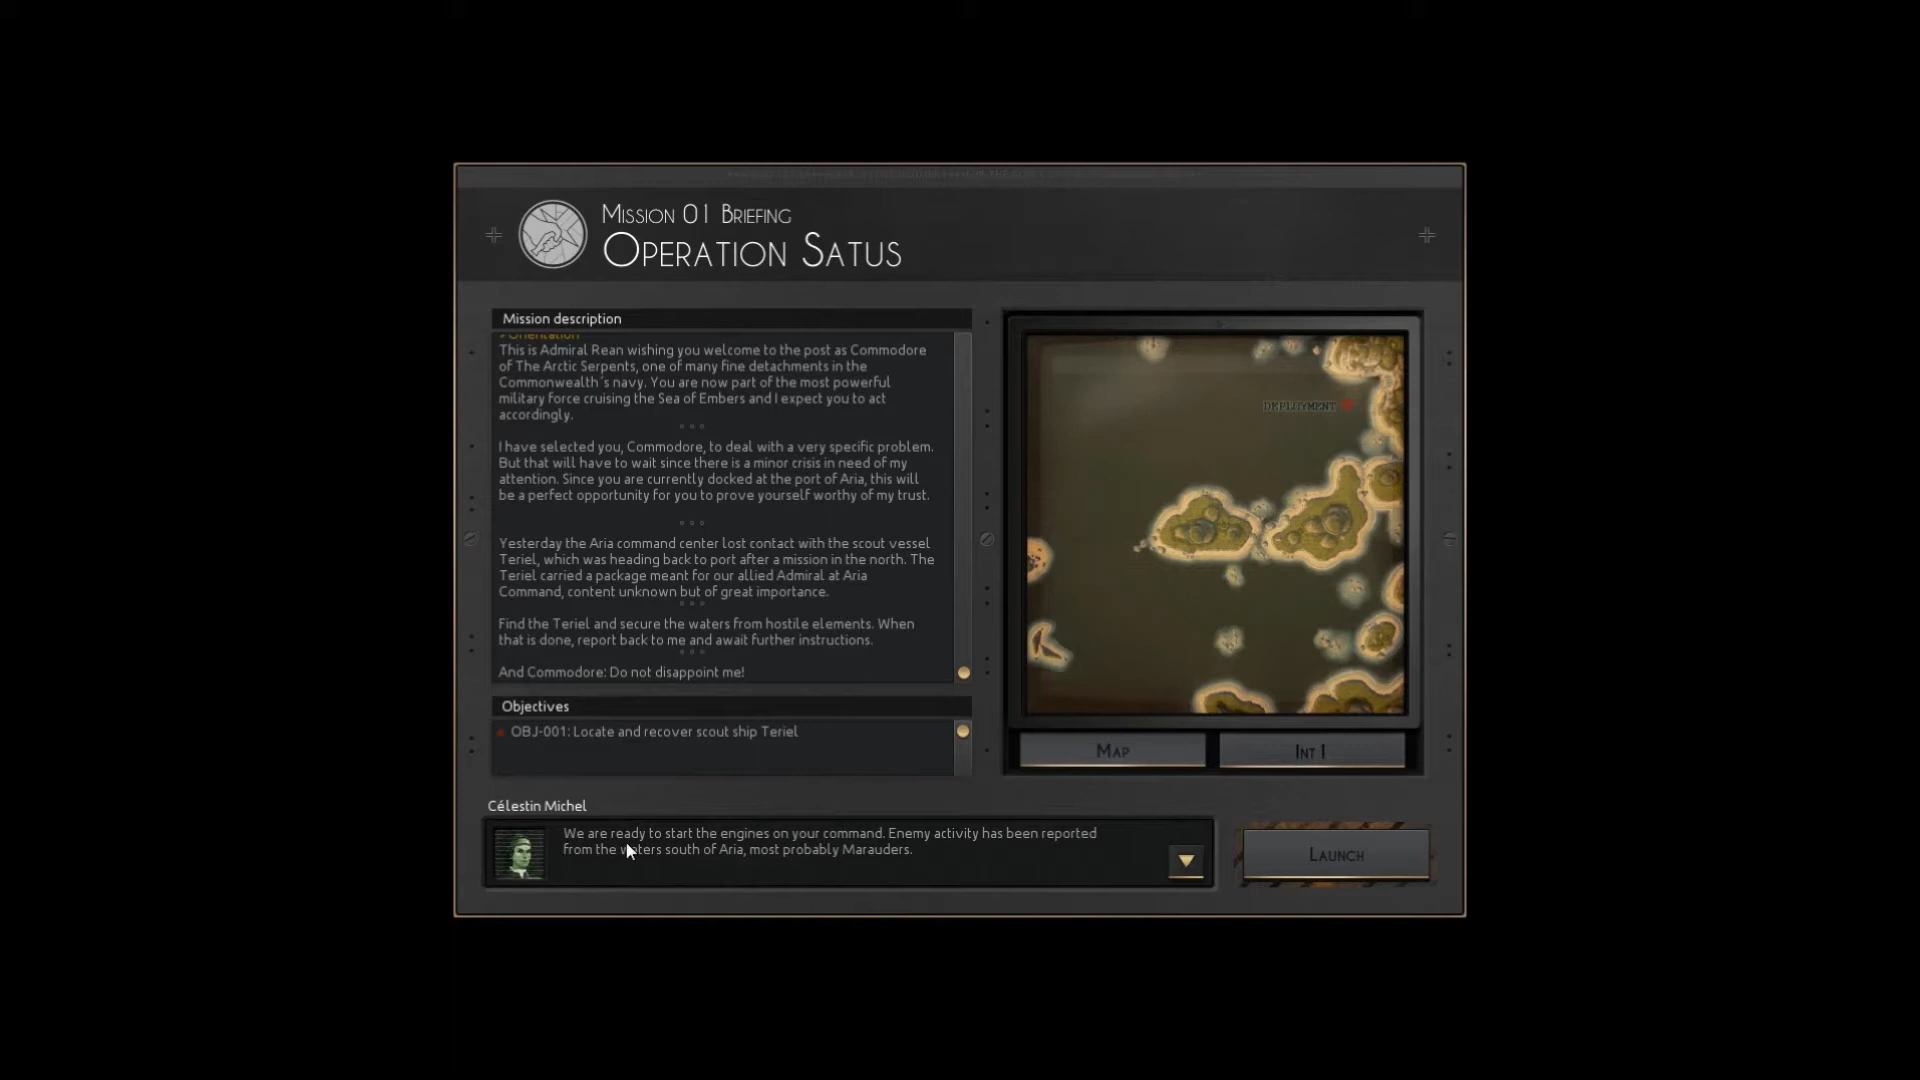 Mission 01 Briefing
Operation Satus
Mission description
Orientation
This is Admiral Rean wishing you welcome to the post as Commodore
of The Arctic Serpents, one of many fine detachments in the
Commonwealth´s navy. You are now part of the most powerful
military force cruising the Sea of Embers and I expect you to act
accordingly.
I have selected you, Commodore, to deal with a very specific problem.
But that will have to wait since there is a minor crisis in need of my
attention. Since you are currently docked at the port of Aria, this will
be a perfect opportunity for you to prove yourself worthy of my trust.
Yesterday the Aria command center lost contact with the scout vessel
Teriel, which was heading back to port after a mission in the north. The
Teriel carried a package meant for our allied Admiral at Aria
Command, content unknown but of great importance.
Find the Teriel and secure the waters from hostile elements. When
that is done, report back to me and await further instructions.
And Commodore: Do not disappoint me!
Objectives
OBJ-001: Locate and recover scout ship Teriel
DEPLOYMENT
Map
Int 1
Célestin Michel
We are ready to start the engines on your command. Enemy activity has been reported
from the waters south of Aria, most probably Marauders.
Launch